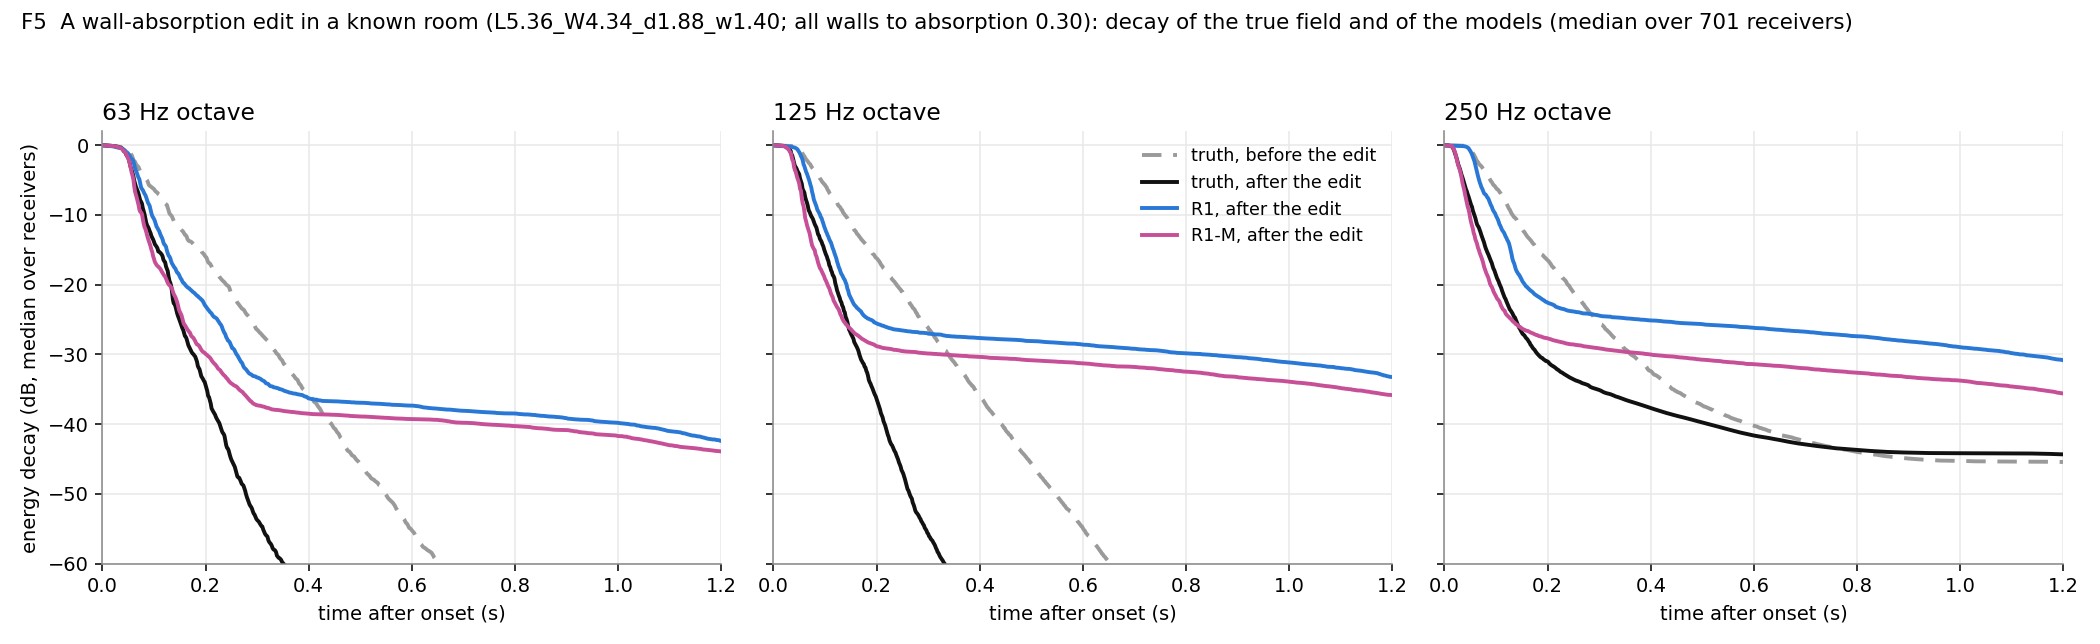 F5  A wall-absorption edit in a known room (L5.36_W4.34_d1.88_w1.40; all walls to absorption 0.30): decay of the true field and of the models (median over 701 receivers)
63 Hz octave
125 Hz octave
250 Hz octave
energy decay (dB, median over receivers)
0
−10
−20
−30
−40
−50
−60
truth, before the edit
truth, after the edit
R1, after the edit
R1-M, after the edit
0.0 0.2 0.4 0.6 0.8 1.0 1.2
0.0 0.2 0.4 0.6 0.8 1.0 1.2
0.0 0.2 0.4 0.6 0.8 1.0 1.2
time after onset (s)
time after onset (s)
time after onset (s)